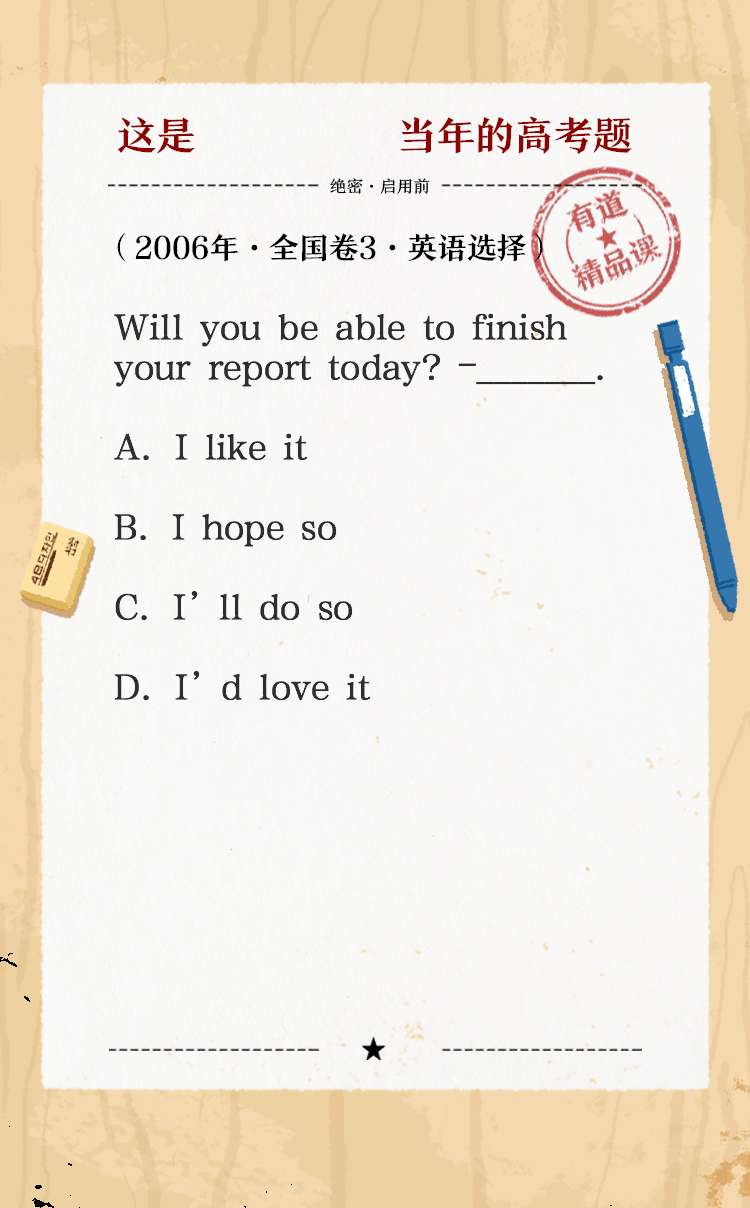 这是 当年的高考题
绝密·启用前
有道
精品课
（2006年·全国卷3·英语选择）
Will you be able to finish
your report today? -______.
A. I like it
B. I hope so
C. I'll do so
D. I'd love it